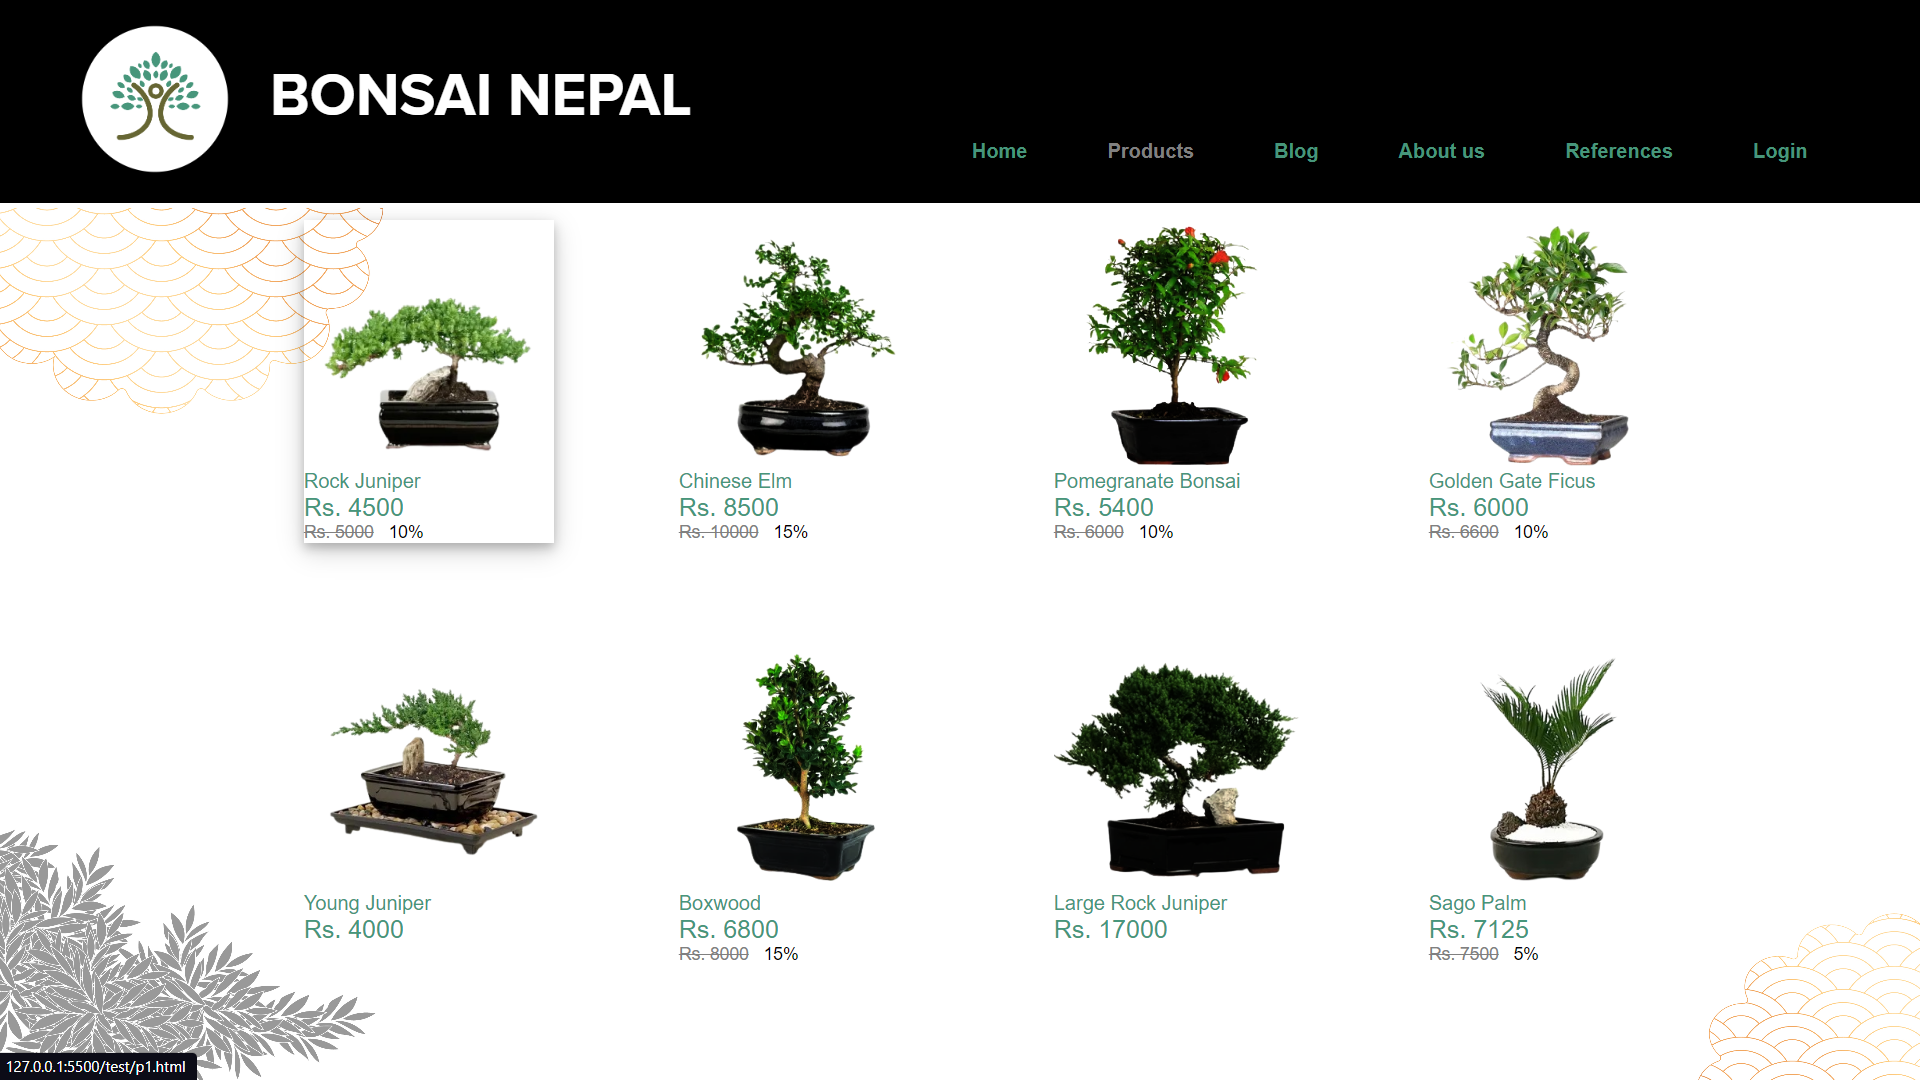 BONSAI NEPAL
Home Products Blog About us References Login
Rock Juniper
Rs. 4500
Rs. 5000 10%
Chinese Elm
Rs. 8500
Rs. 10000 15%
Pomegranate Bonsai
Rs. 5400
Rs. 6000 10%
Golden Gate Ficus
Rs. 6000
Rs. 6600 10%
Young Juniper
Rs. 4000
Boxwood
Rs. 6800
Rs. 8000 15%
Large Rock Juniper
Rs. 17000
Sago Palm
Rs. 7125
Rs. 7500 5%
127.0.0.1:5500/test/p1.html